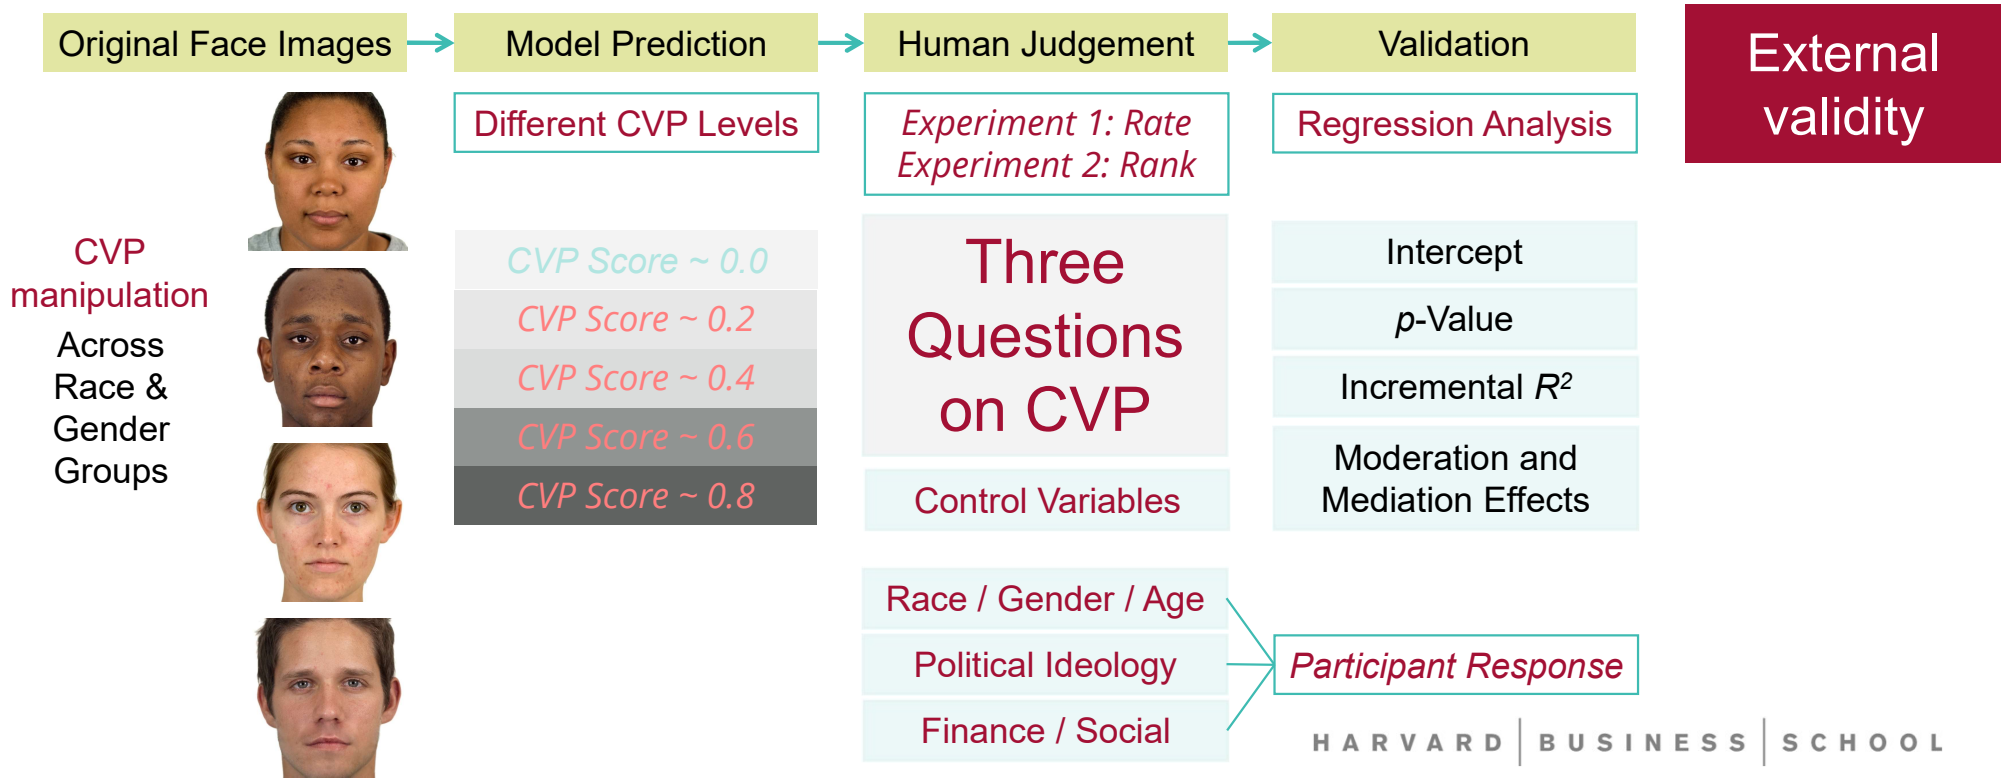 Original Face Images
Model Prediction
Human Judgement
Validation
External
validity
Different CVP Levels
Experiment 1: Rate
Experiment 2: Rank
Regression Analysis
CVP
manipulation
Across
Race &
Gender
Groups
CVP Score ~ 0.0
CVP Score ~ 0.2
CVP Score ~ 0.4
CVP Score ~ 0.6
CVP Score ~ 0.8
Three
Questions
on CVP
Control Variables
Intercept
p-Value
Incremental R²
Moderation and
Mediation Effects
Race / Gender / Age
Political Ideology
Finance / Social
Participant Response
HARVARD | BUSINESS | SCHOOL